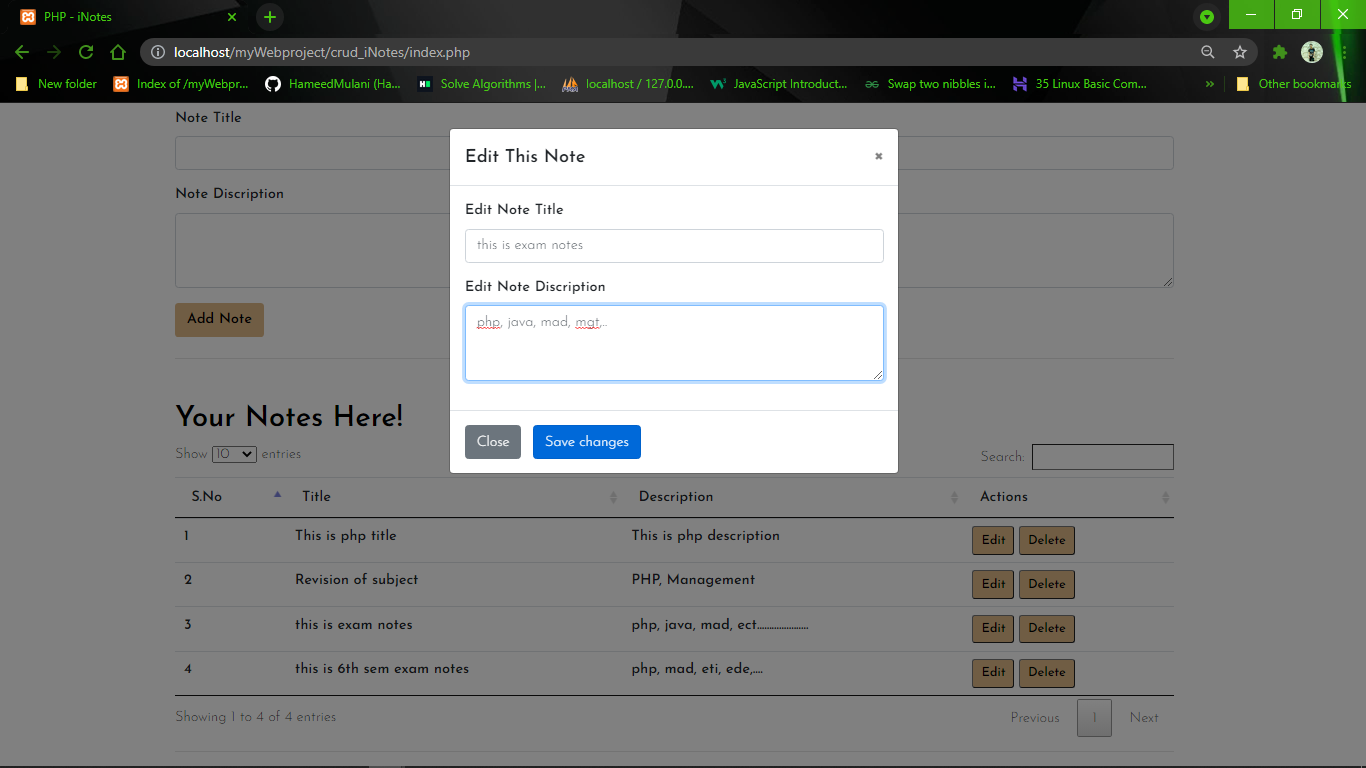 PHP - iNotes
localhost/myWebproject/crud_iNotes/index.php
New folder
Index of /myWebpr...
HameedMulani (Ha...
Solve Algorithms |...
localhost / 127.0.0....
JavaScript Introduct...
Swap two nibbles i...
35 Linux Basic Com...
Other bookmarks
Note Title
Note Discription
Add Note
Edit This Note
Edit Note Title
this is exam notes
Edit Note Discription
php, java, mad, mgt,..
Close Save changes
Your Notes Here!
Show 10 entries Search:
S.No Title Description Actions
1 This is php title This is php description Edit Delete
2 Revision of subject PHP, Management Edit Delete
3 this is exam notes php, java, mad, ect..................... Edit Delete
4 this is 6th sem exam notes php, mad, eti, ede,.... Edit Delete
Showing 1 to 4 of 4 entries Previous 1 Next